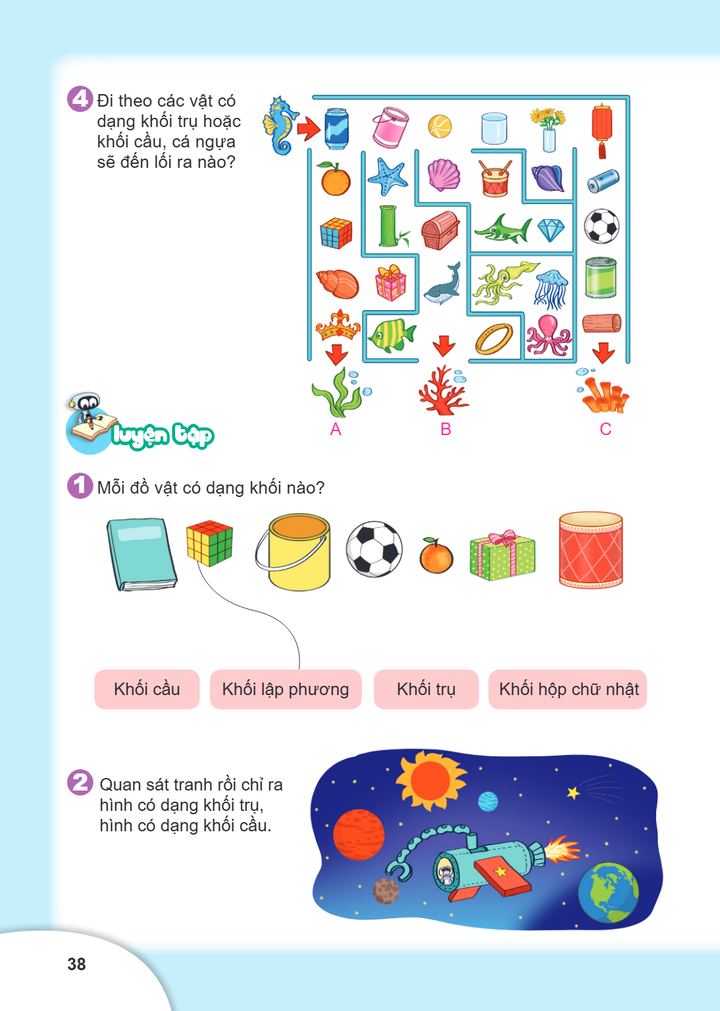 4 Đi theo các vật có
dạng khối trụ hoặc
khối cầu, cá ngựa
sẽ đến lối ra nào?
A B C
luyện tập
1 Mỗi đồ vật có dạng khối nào?
Khối cầu Khối lập phương Khối trụ Khối hộp chữ nhật
2 Quan sát tranh rồi chỉ ra
hình có dạng khối trụ,
hình có dạng khối cầu.
38